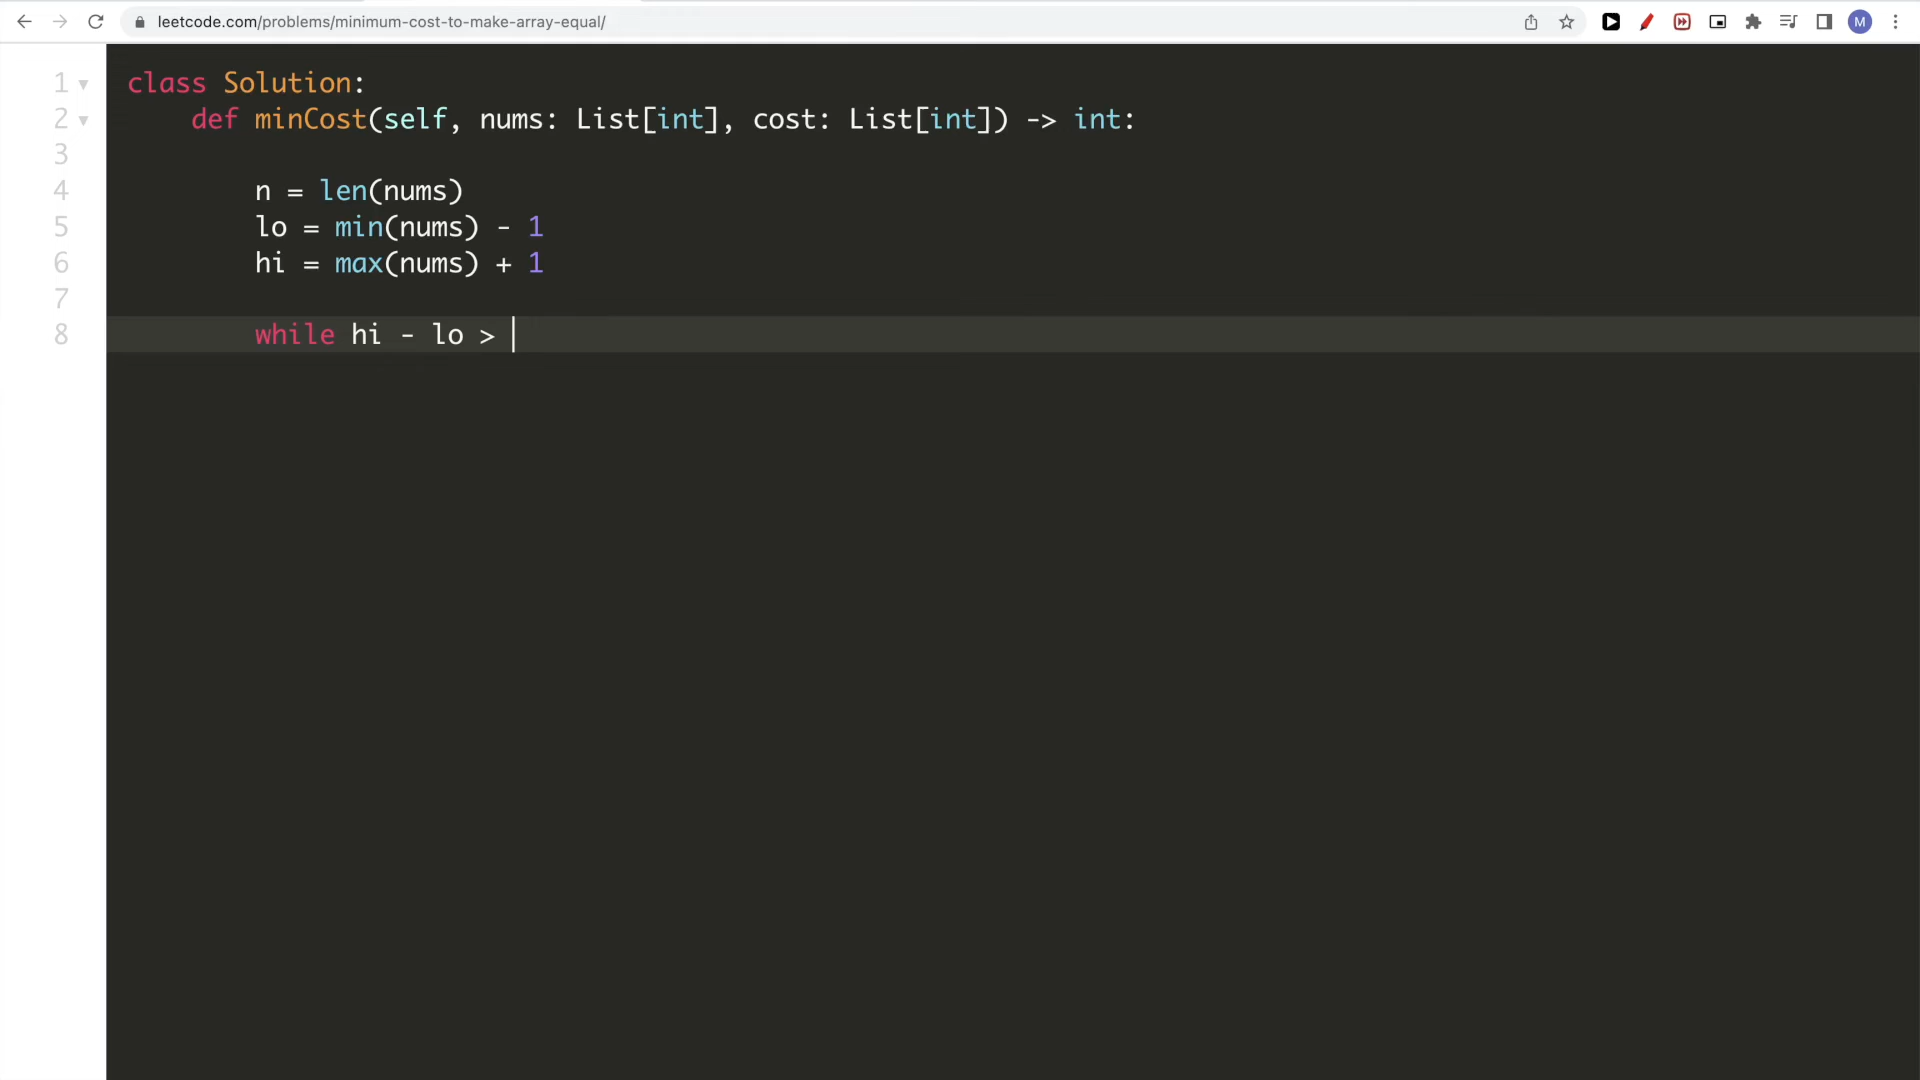 leetcode.com/problems/minimum-cost-to-make-array-equal/
M
1 class Solution:
2 def minCost(self, nums: List[int], cost: List[int]) -> int:
3
4 n = len(nums)
5 lo = min(nums) - 1
6 hi = max(nums) + 1
7
8 while hi - lo >